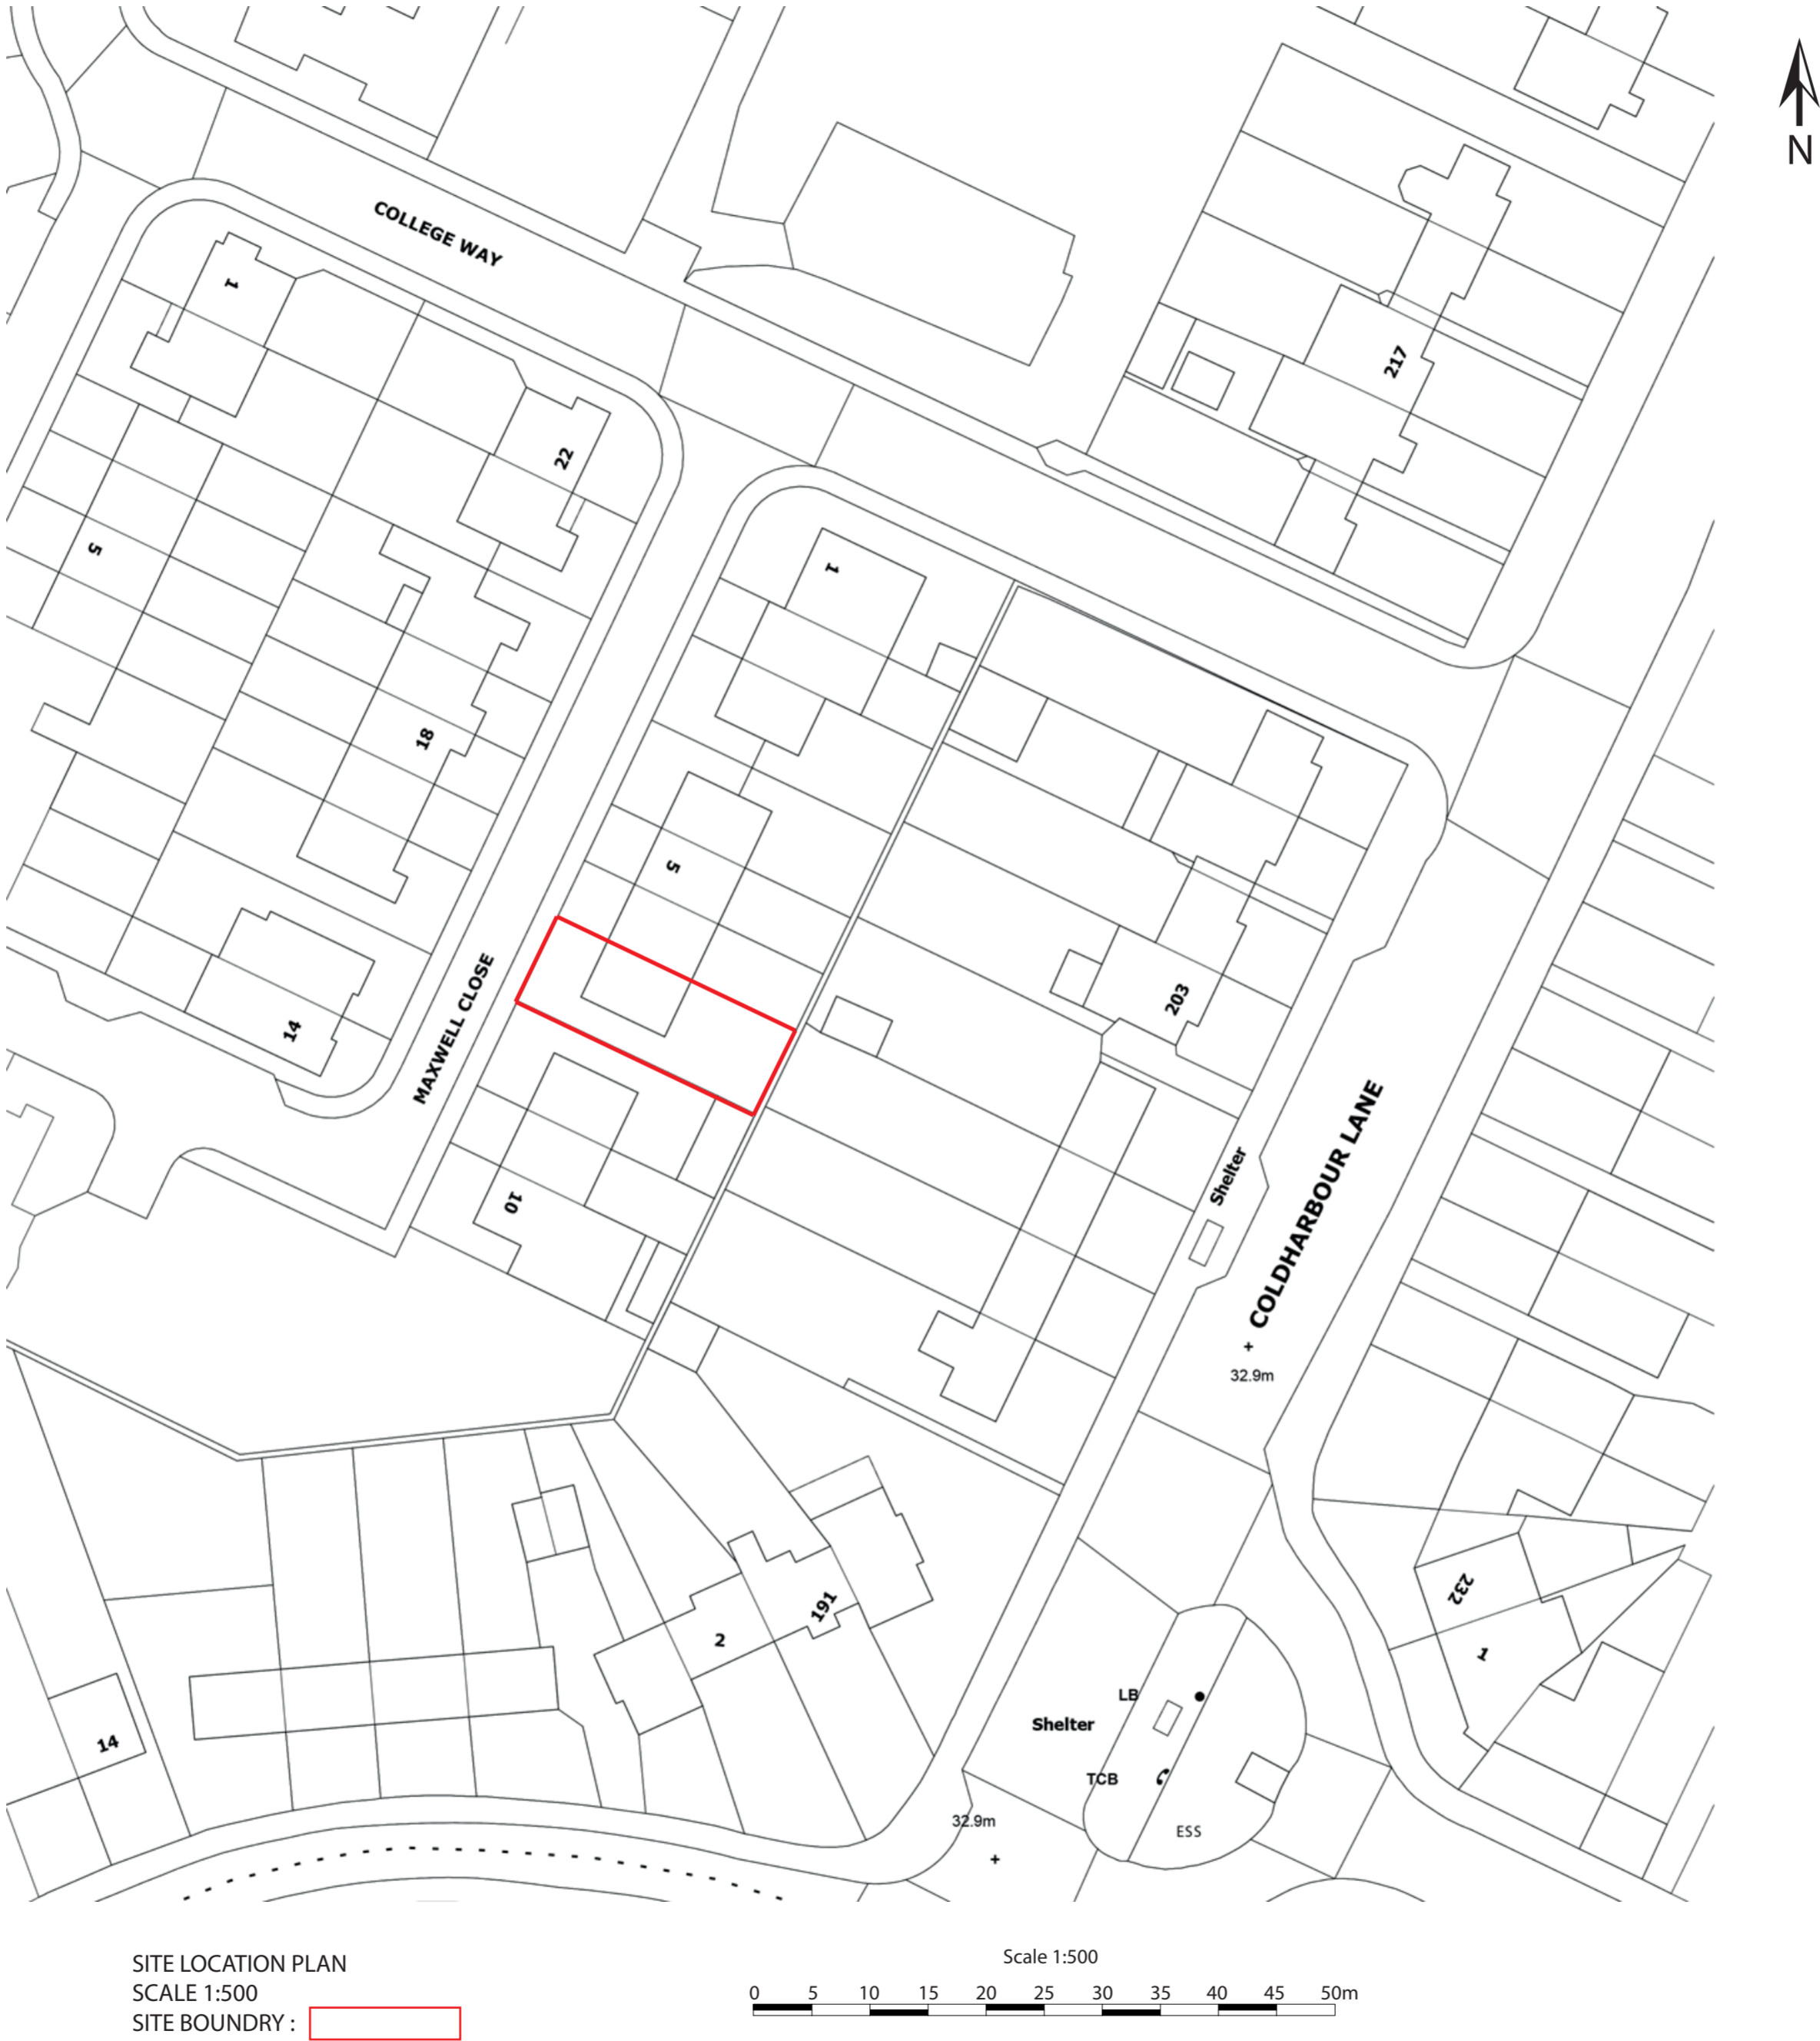 N
COLLEGE WAY
1
217
22
5
1
18
5
203
MAXWELL CLOSE
14
COLDHARBOUR LANE
Shelter
10
32.9m
232
191
2
1
LB
Shelter
14
TCB
32.9m
ESS
SITE LOCATION PLAN
SCALE 1:500
SITE BOUNDRY :
Scale 1:500
0 5 10 15 20 25 30 35 40 45 50m